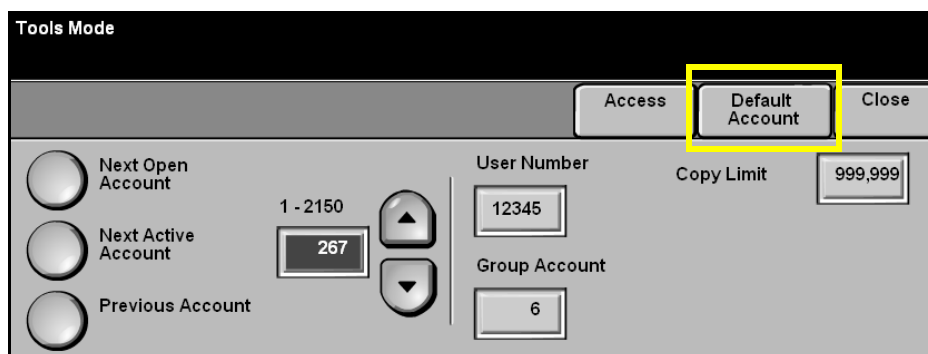 Tools Mode
Access
Default
Account
Close
Next Open
Account
Next Active
Account
Previous Account
1 - 2150
267
User Number
12345
Group Account
6
Copy Limit
999,999